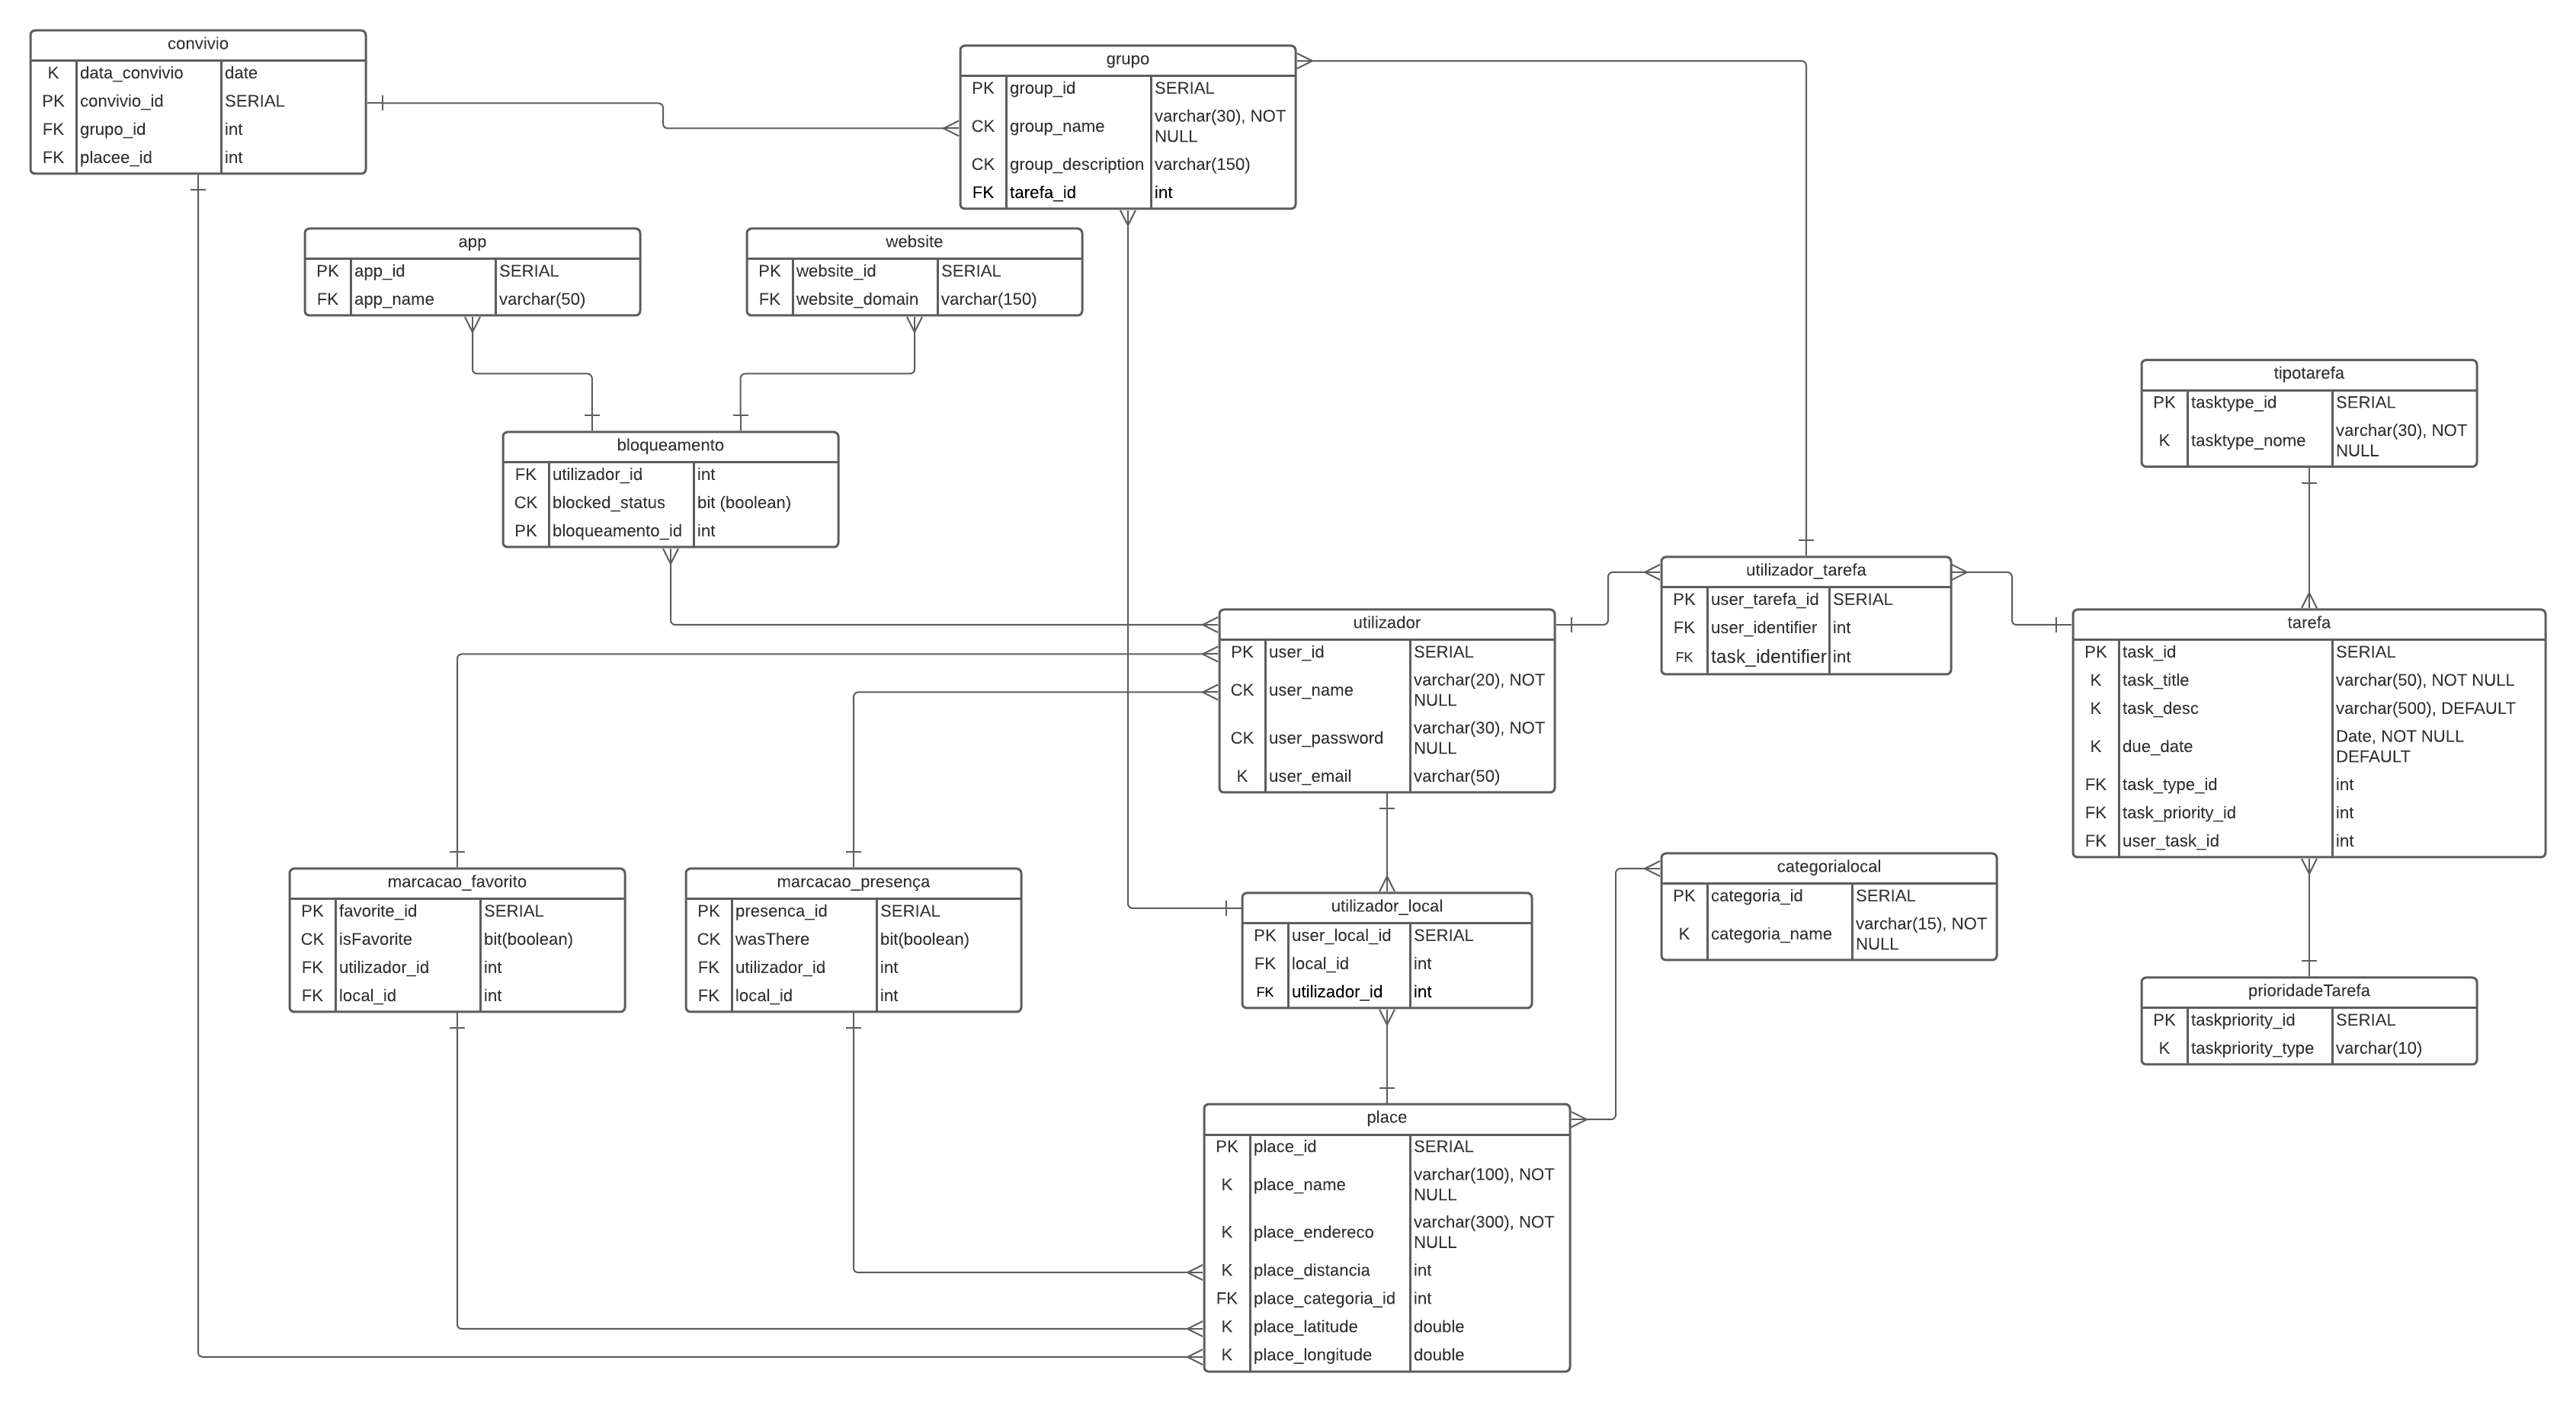 convivio
K data_convivio date
PK convivio_id SERIAL
FK grupo_id int
FK placee_id int
grupo
PK group_id SERIAL
CK group_name varchar(30), NOT
NULL
CK group_description varchar(150)
FK tarefa_id int
app
PK app_id SERIAL
FK app_name varchar(50)
website
PK website_id SERIAL
FK website_domain varchar(150)
tipotarefa
PK tasktype_id SERIAL
K tasktype_nome varchar(30), NOT
NULL
bloqueamento
FK utilizador_id int
CK blocked_status bit (boolean)
PK bloqueamento_id int
utilizador_tarefa
PK user_tarefa_id SERIAL
FK user_identifier int
FK task_identifier int
utilizador
PK user_id SERIAL
CK user_name varchar(20), NOT
NULL
CK user_password varchar(30), NOT
NULL
K user_email varchar(50)
tarefa
PK task_id SERIAL
K task_title varchar(50), NOT NULL
K task_desc varchar(500), DEFAULT
K due_date Date, NOT NULL
DEFAULT
FK task_type_id int
FK task_priority_id int
FK user_task_id int
marcacao_favorito
PK favorite_id SERIAL
CK isFavorite bit(boolean)
FK utilizador_id int
FK local_id int
marcacao_presença
PK presenca_id SERIAL
CK wasThere bit(boolean)
FK utilizador_id int
FK local_id int
utilizador_local
PK user_local_id SERIAL
FK local_id int
FK utilizador_id int
categorialocal
PK categoria_id SERIAL
K categoria_name varchar(15), NOT
NULL
prioridadeTarefa
PK taskpriority_id SERIAL
K taskpriority_type varchar(10)
place
PK place_id SERIAL
K place_name varchar(100), NOT
NULL
K place_endereco varchar(300), NOT
NULL
K place_distancia int
FK place_categoria_id int
K place_latitude double
K place_longitude double